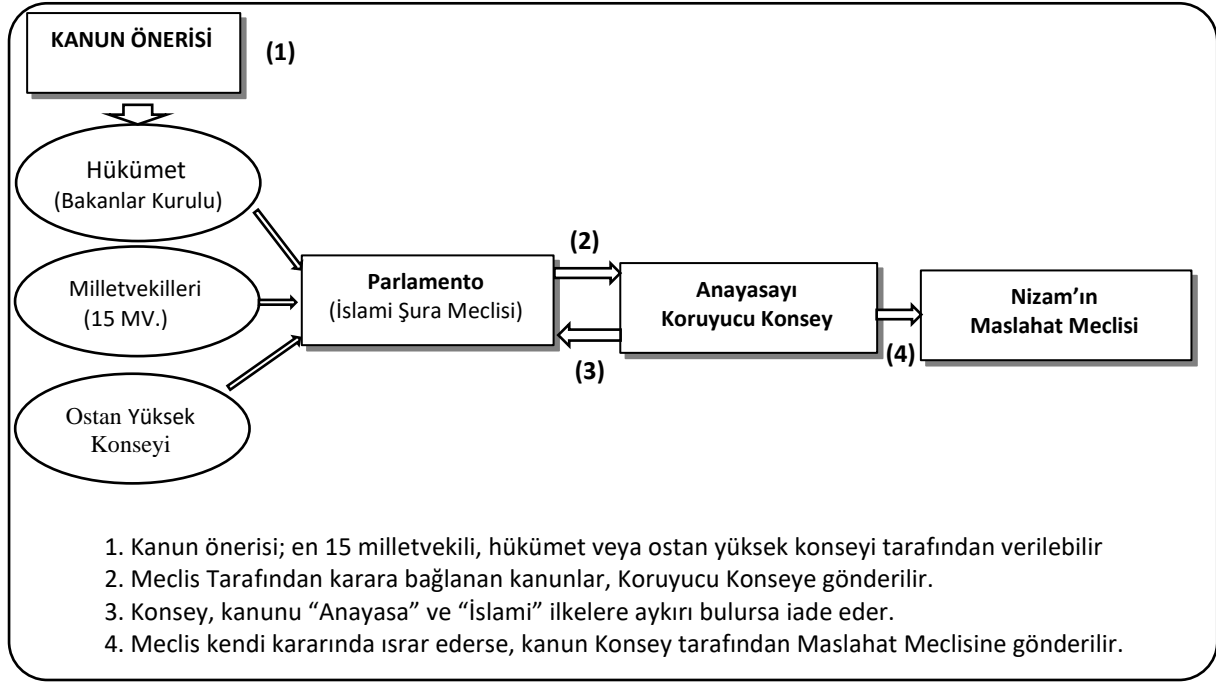 KANUN ÖNERİSİ
(1)
Hükümet
(Bakanlar Kurulu)
Milletvekilleri
(15 MV.)
Ostan Yüksek
Konseyi
Parlamento
(İslami Şura Meclisi)
(2)
(3)
Anayasayı
Koruyucu Konsey
(4)
Nizam’ın
Maslahat Meclisi
1. Kanun önerisi; en 15 milletvekili, hükümet veya ostan yüksek konseyi tarafından verilebilir
2. Meclis Tarafından karara bağlanan kanunlar, Koruyucu Konseye gönderilir.
3. Konsey, kanunu “Anayasa” ve “İslami” ilkelere aykırı bulursa iade eder.
4. Meclis kendi kararında ısrar ederse, kanun Konsey tarafından Maslahat Meclisine gönderilir.